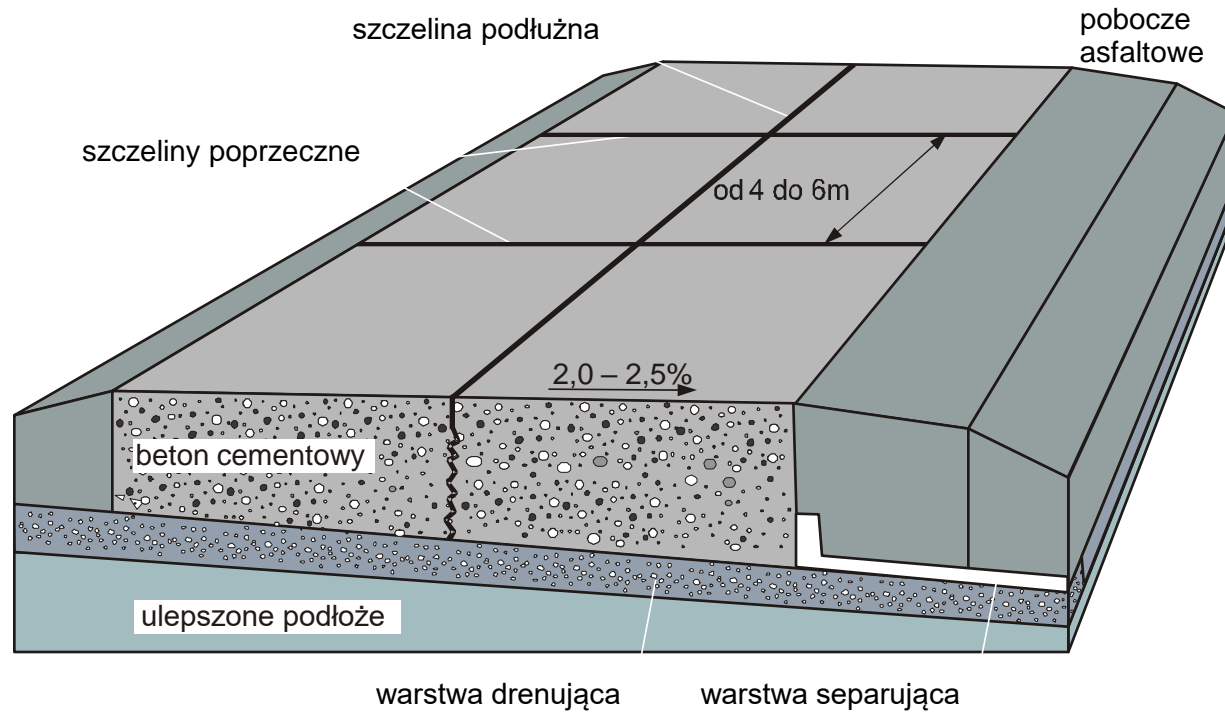 szczelina podłużna
pobocze
asfaltowe
szczeliny poprzeczne
od 4 do 6m
2,0 – 2,5%
beton cementowy
ulepszone podłoże
warstwa drenująca
warstwa separująca